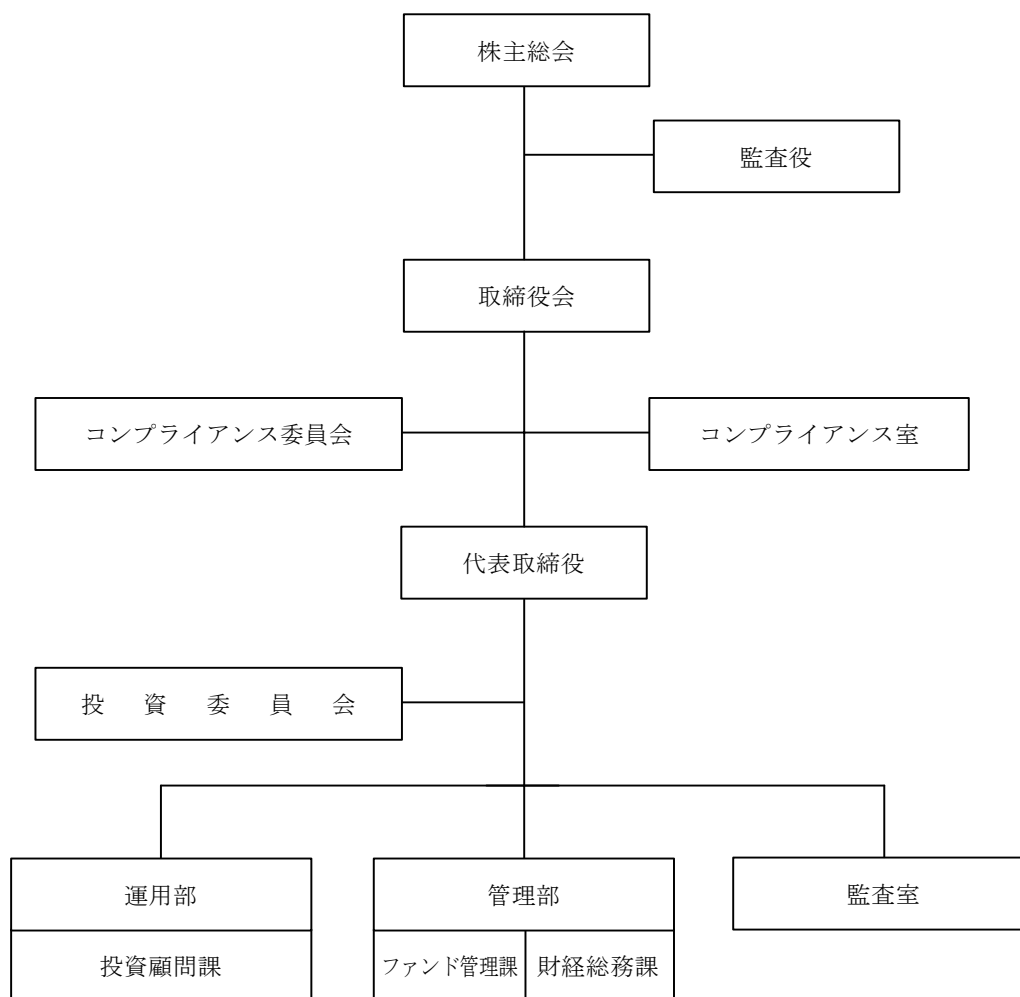 株主総会
監査役
取締役会
コンプライアンス委員会
コンプライアンス室
代表取締役
投資委員会
運用部
管理部
監査室
投資顧問課
ファンド管理課
財経総務課